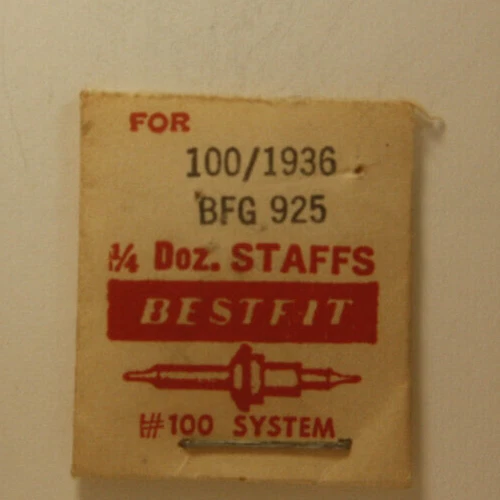 FOR
100/1936
BFG 925
1/4 Doz. STAFFS
BESTFIT
#100 SYSTEM